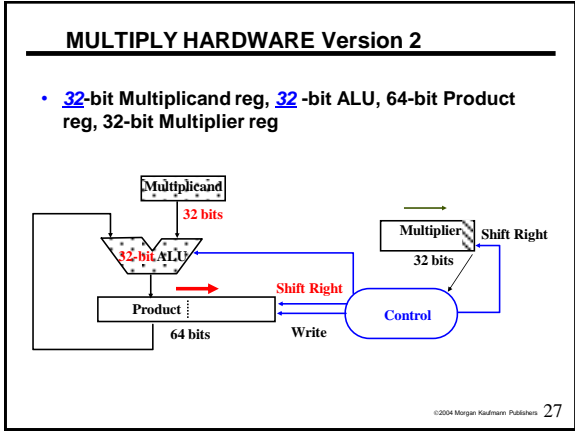 MULTIPLY HARDWARE Version 2
• 32-bit Multiplicand reg, 32 -bit ALU, 64-bit Product
reg, 32-bit Multiplier reg
Multiplicand
32 bits
32-bit ALU
Multiplier
Shift Right
32 bits
Shift Right
Product
Control
64 bits
Write
©2004 Morgan Kaufmann Publishers 27